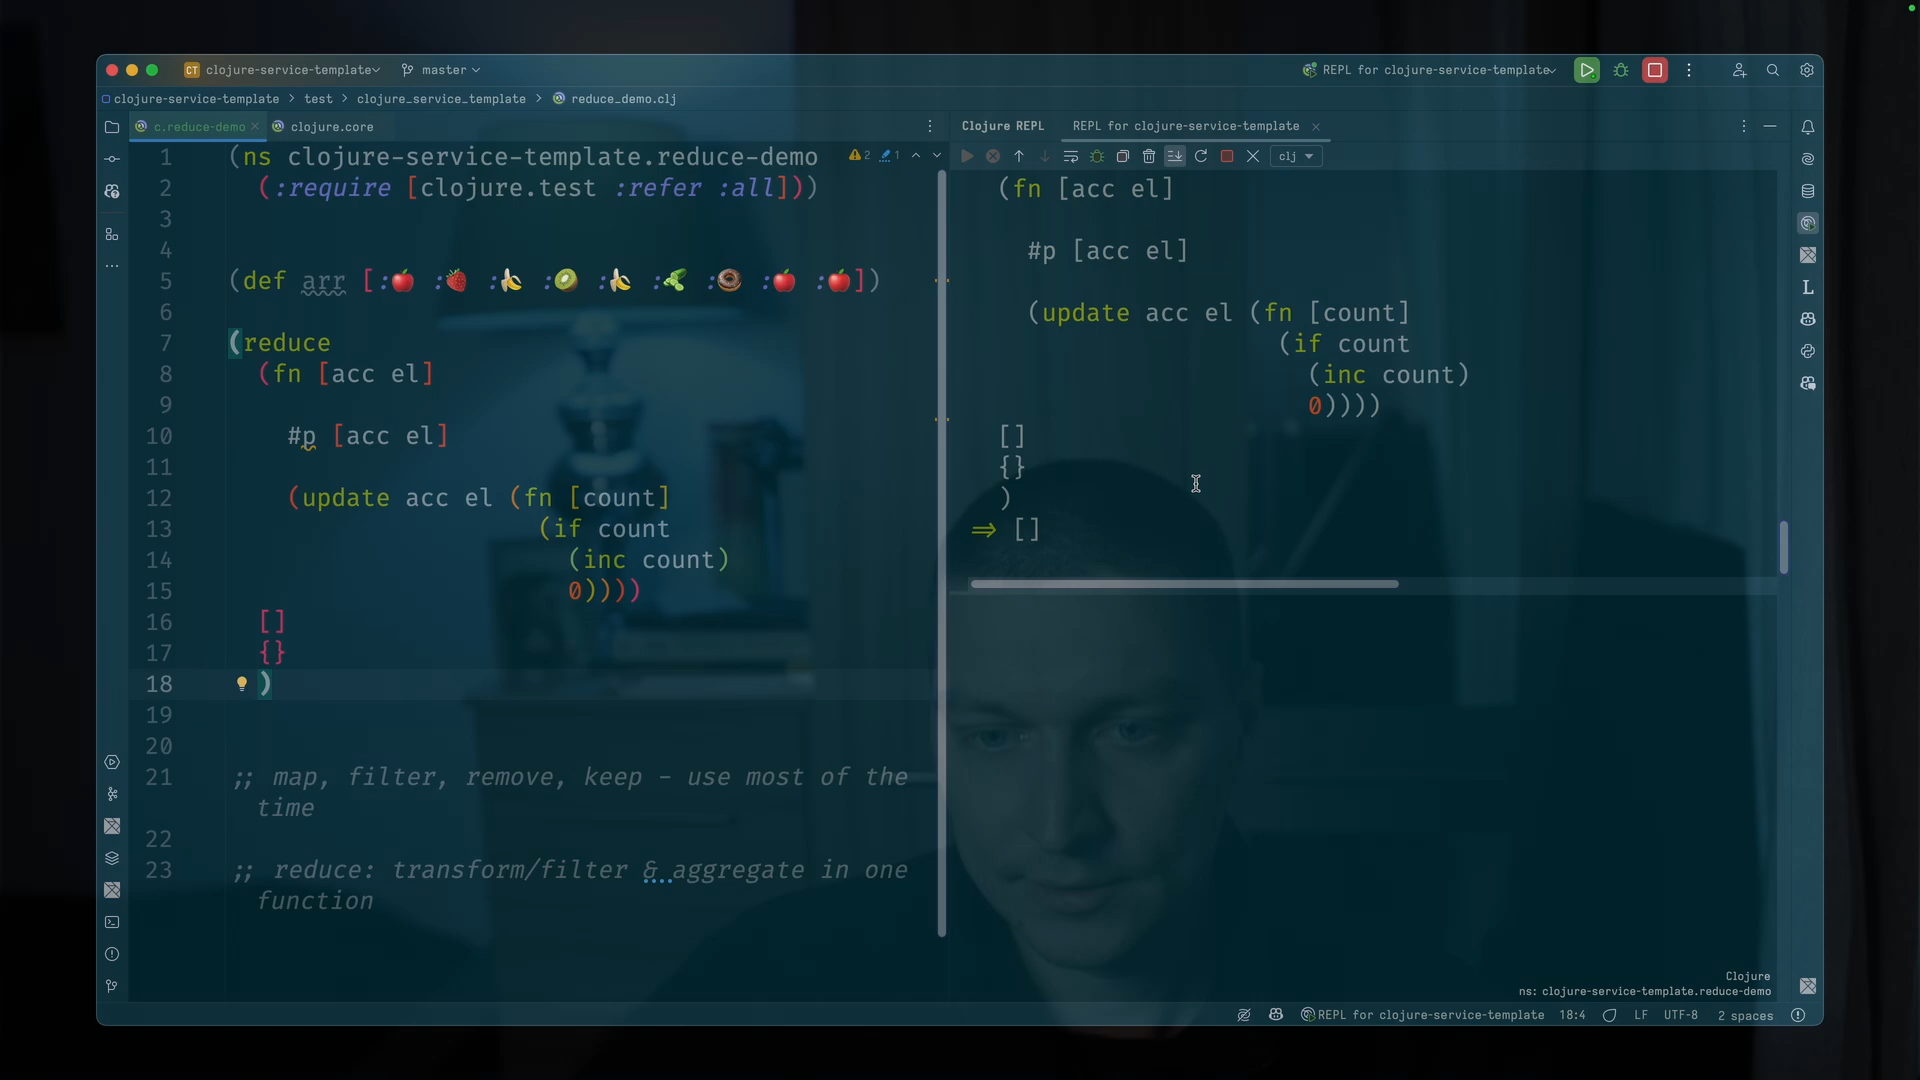 CT clojure-service-template
master
REPL for clojure-service-template
clojure-service-template > test > clojure_service_template > reduce_demo.clj
c.reduce-demo
clojure.core
Clojure REPL
REPL for clojure-service-template
2
1
clj
1 (ns clojure-service-template.reduce-demo
2 (:require [clojure.test :refer :all]))
3
4
5 (def arr [:🍎 :🍓 :🍌 :🥝 :🍌 :🥒 :🍩 :🍎 :🍎])
6
7 (reduce
8 (fn [acc el]
9
10 #p [acc el]
11
12 (update acc el (fn [count]
13 (if count
14 (inc count)
15 0))))
16 []
17 {}
18 )
19
20
21 ;; map, filter, remove, keep - use most of the
time
22
23 ;; reduce: transform/filter & aggregate in one
function
(fn [acc el]
#p [acc el]
(update acc el (fn [count]
(if count
(inc count)
0))))
[]
{}
)
=> []
L
Clojure
ns: clojure-service-template.reduce-demo
REPL for clojure-service-template
18:4
LF
UTF-8
2 spaces